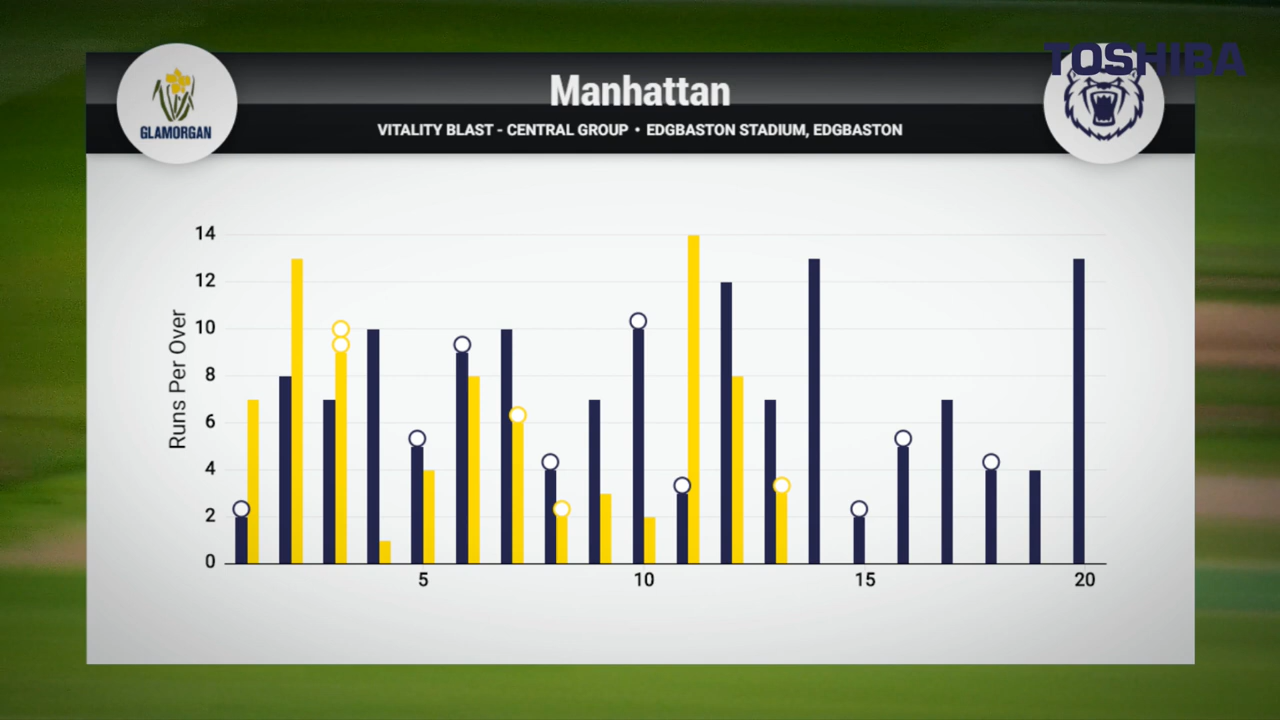 TOSHIBA
GLAMORGAN
Manhattan
VITALITY BLAST - CENTRAL GROUP • EDGBASTON STADIUM, EDGBASTON
Runs Per Over
14
12
10
8
6
4
2
0
5
10
15
20